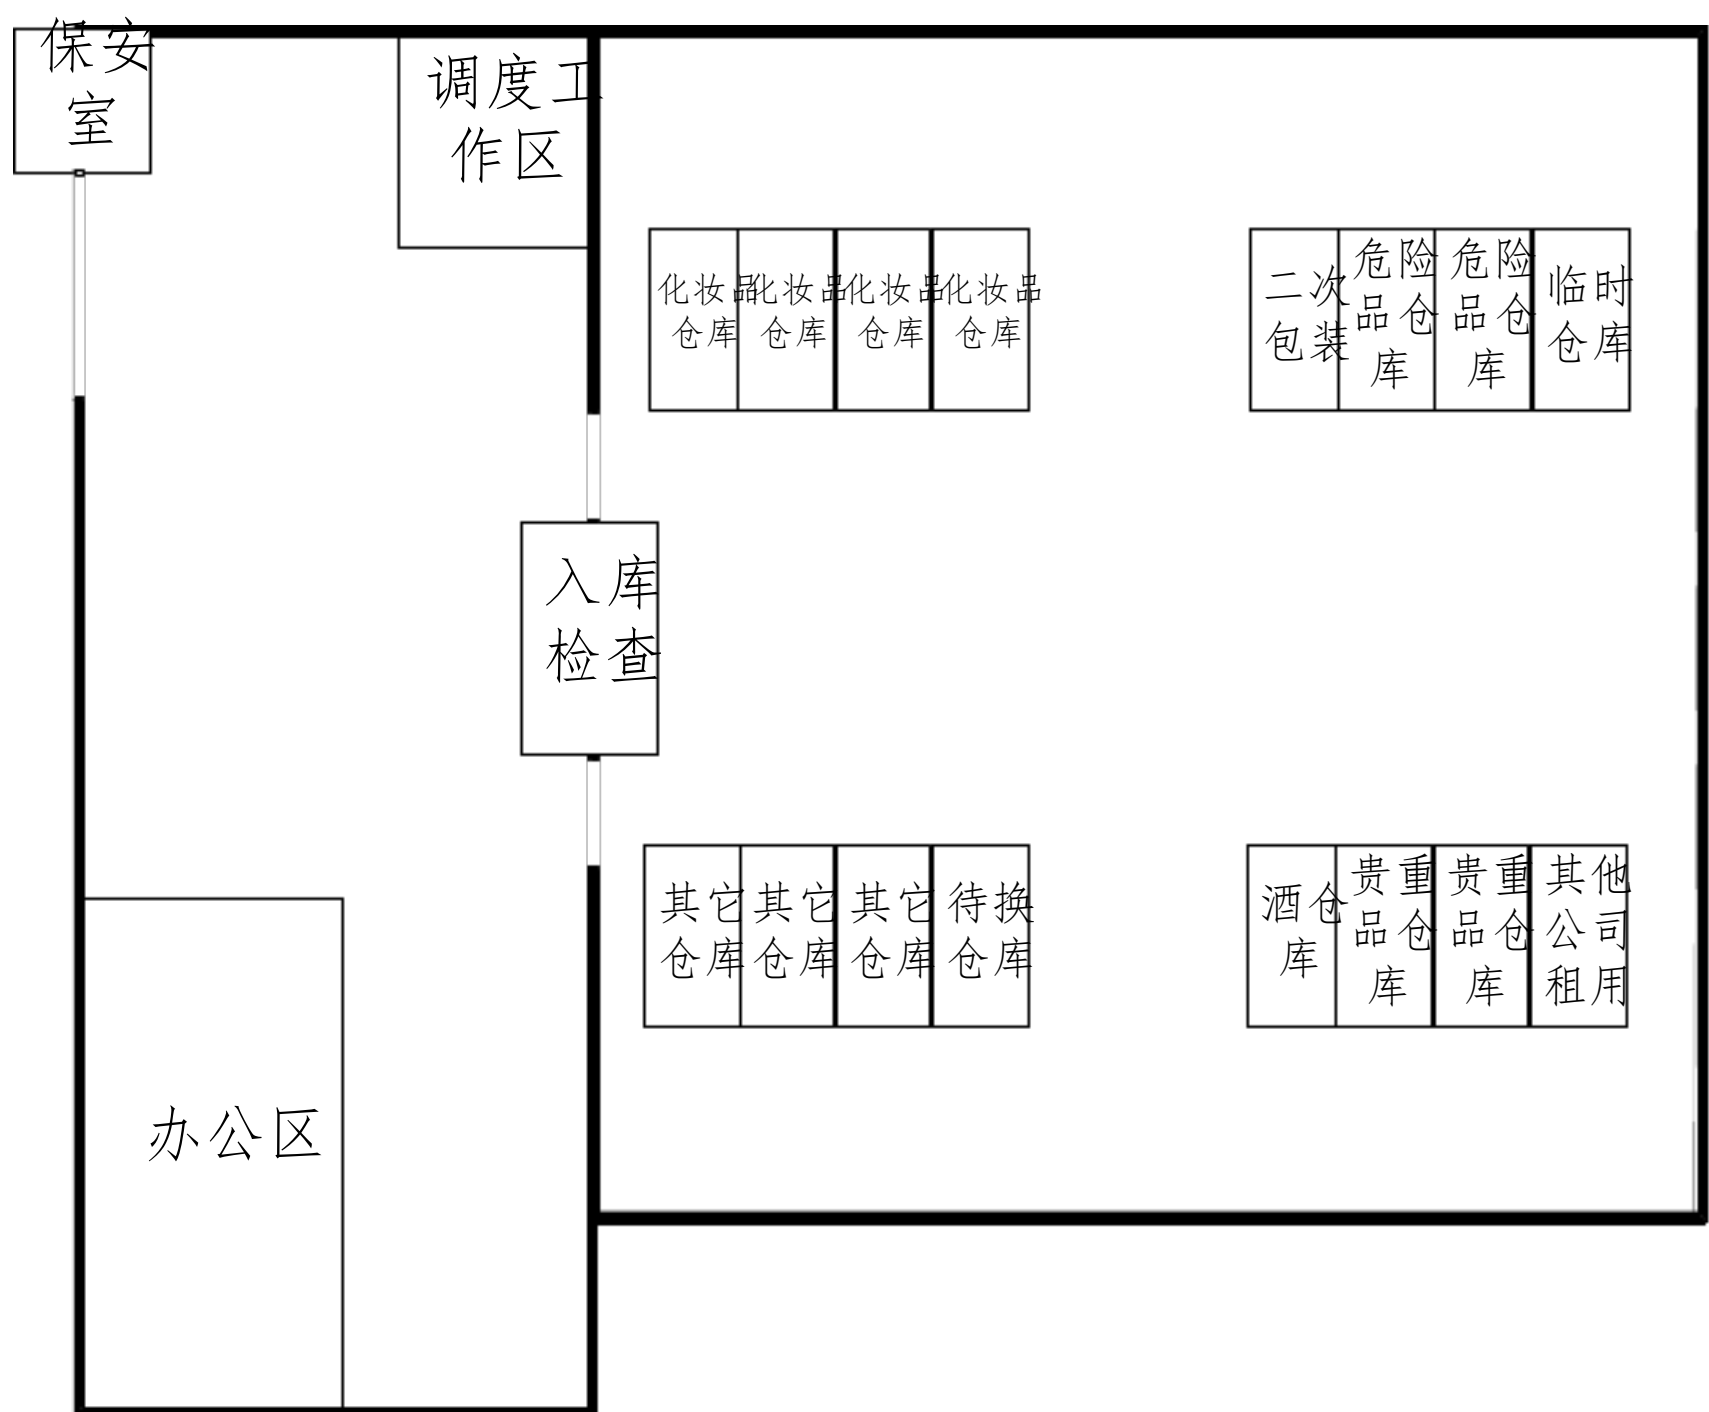 保安
室
调度工
作区
化妆品
仓库
化妆品
仓库
化妆品
仓库
化妆品
仓库
二次
包装
危险
品仓
库
危险
品仓
库
临时
仓库
入库
检查
其它
仓库
其它
仓库
其它
仓库
待换
仓库
酒仓
库
贵重
品仓
库
贵重
品仓
库
其他
公司
租用
办公区